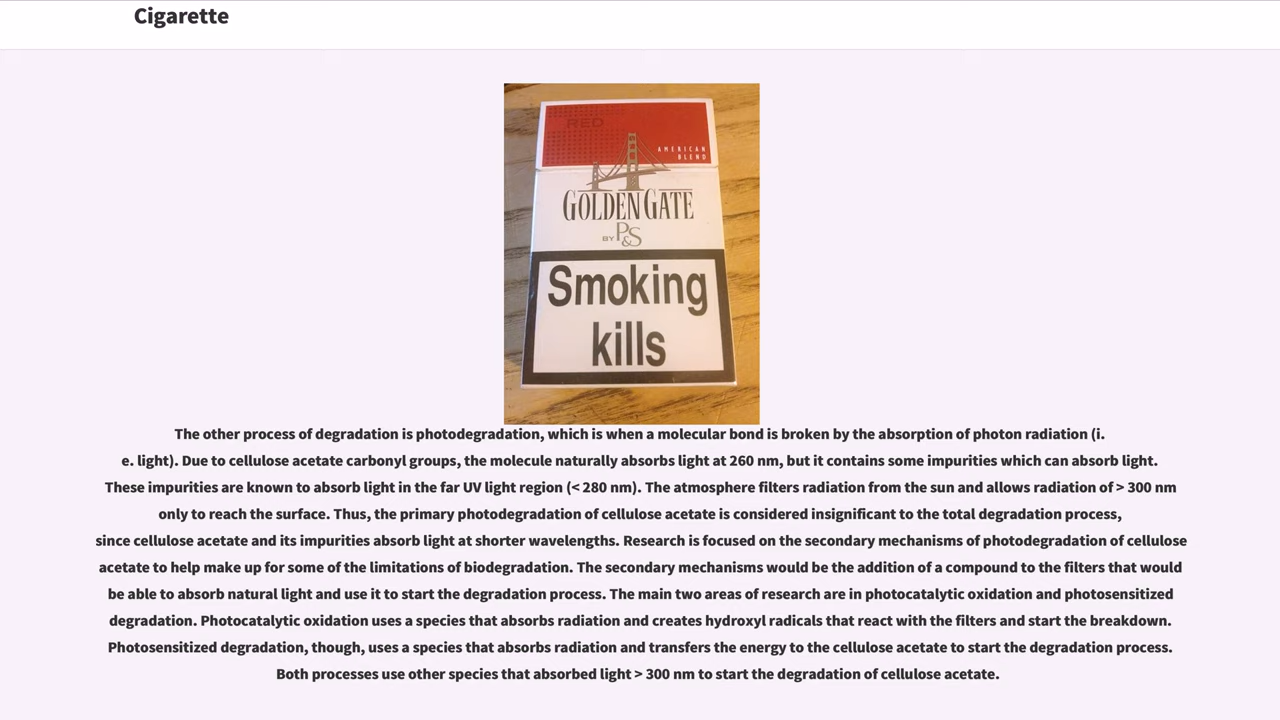 Cigarette
RED
AMERICAN
BLEND
GOLDEN GATE
BY P&S
Smoking
kills
The other process of degradation is photodegradation, which is when a molecular bond is broken by the absorption of photon radiation (i.
e. light). Due to cellulose acetate carbonyl groups, the molecule naturally absorbs light at 260 nm, but it contains some impurities which can absorb light.
These impurities are known to absorb light in the far UV light region (< 280 nm). The atmosphere filters radiation from the sun and allows radiation of > 300 nm
only to reach the surface. Thus, the primary photodegradation of cellulose acetate is considered insignificant to the total degradation process,
since cellulose acetate and its impurities absorb light at shorter wavelengths. Research is focused on the secondary mechanisms of photodegradation of cellulose
acetate to help make up for some of the limitations of biodegradation. The secondary mechanisms would be the addition of a compound to the filters that would
be able to absorb natural light and use it to start the degradation process. The main two areas of research are in photocatalytic oxidation and photosensitized
degradation. Photocatalytic oxidation uses a species that absorbs radiation and creates hydroxyl radicals that react with the filters and start the breakdown.
Photosensitized degradation, though, uses a species that absorbs radiation and transfers the energy to the cellulose acetate to start the degradation process.
Both processes use other species that absorbed light > 300 nm to start the degradation of cellulose acetate.